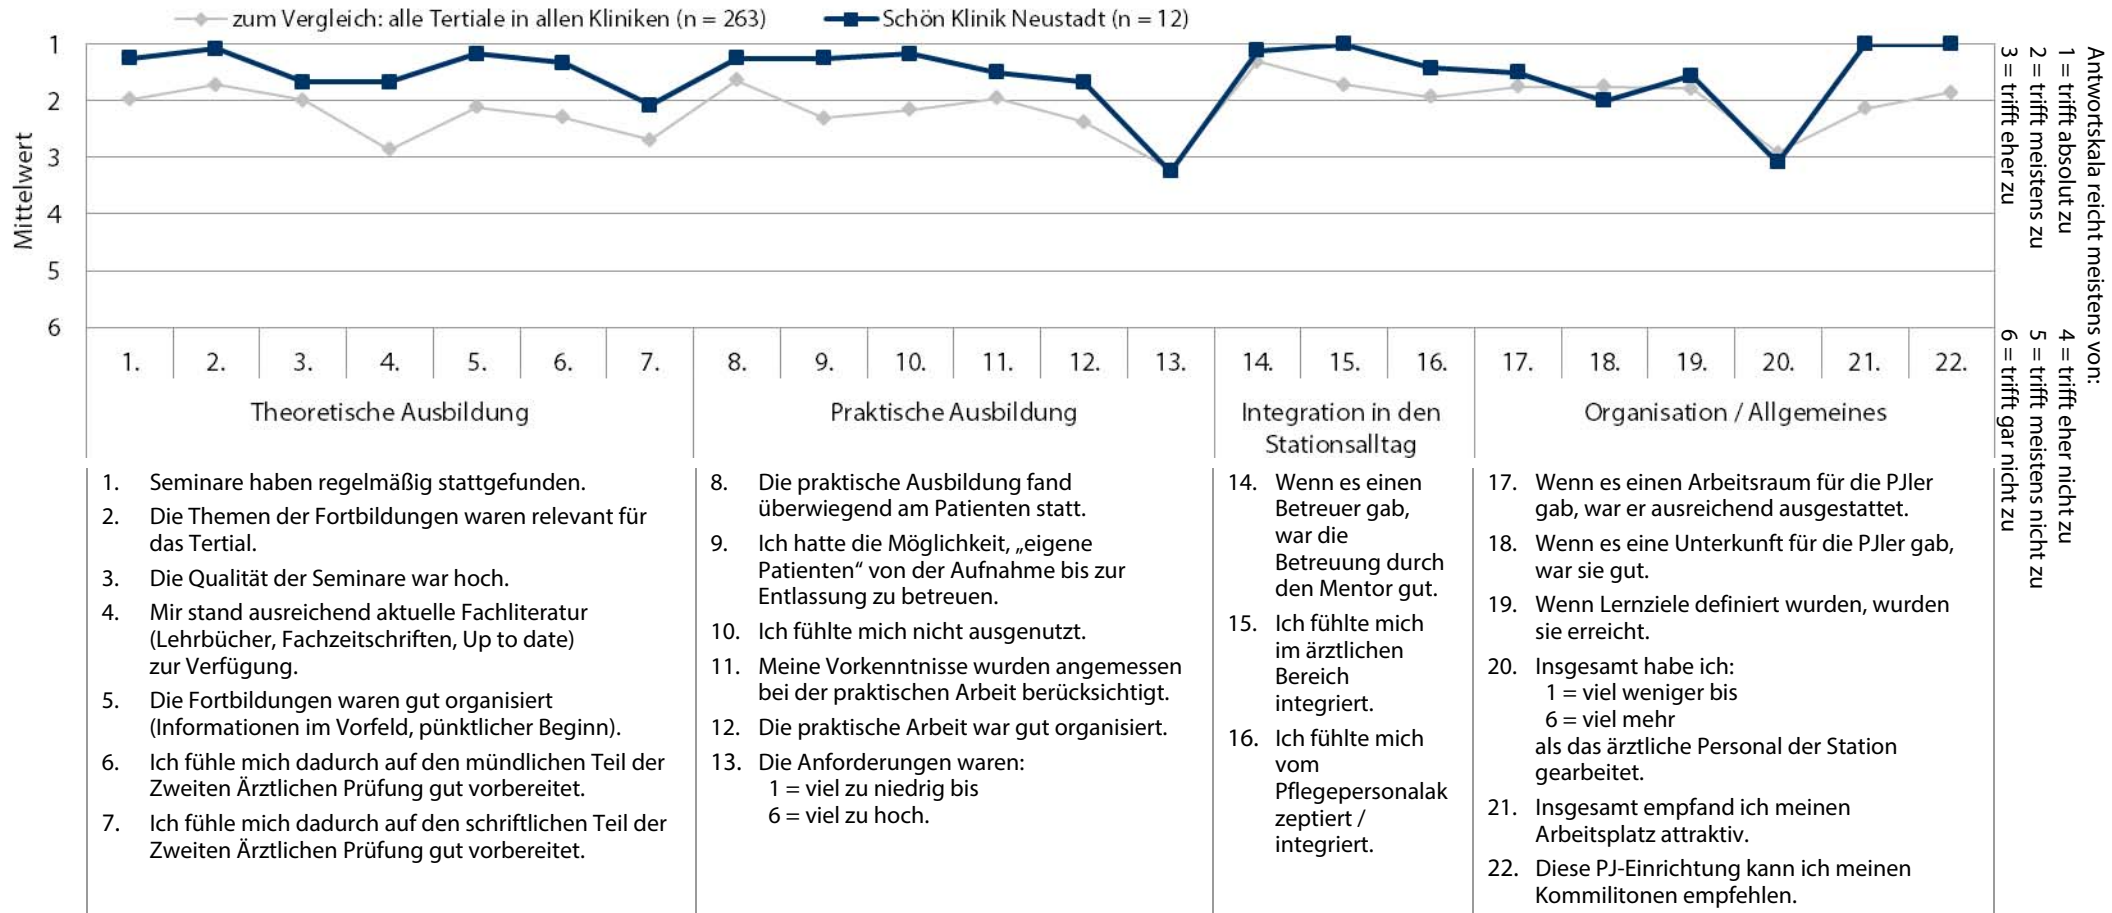 zum Vergleich: alle Tertiale in allen Kliniken (n = 263)
Schön Klinik Neustadt (n = 12)
Mittelwert
1
2
3
4
5
6
1.
2.
3.
4.
5.
6.
7.
8.
9.
10.
11.
12.
13.
14.
15.
16.
17.
18.
19.
20.
21.
22.
Theoretische Ausbildung
Praktische Ausbildung
Integration in den
Stationsalltag
Organisation / Allgemeines
Antwortskala reicht meistens von:
1 = trifft absolut zu
2 = trifft meistens zu
3 = trifft eher zu
4 = trifft eher nicht zu
5 = trifft meistens nicht zu
6 = trifft gar nicht zu
1. Seminare haben regelmäßig stattgefunden.
2. Die Themen der Fortbildungen waren relevant für
das Tertial.
3. Die Qualität der Seminare war hoch.
4. Mir stand ausreichend aktuelle Fachliteratur
(Lehrbücher, Fachzeitschriften, Up to date)
zur Verfügung.
5. Die Fortbildungen waren gut organisiert
(Informationen im Vorfeld, pünktlicher Beginn).
6. Ich fühle mich dadurch auf den mündlichen Teil der
Zweiten Ärztlichen Prüfung gut vorbereitet.
7. Ich fühle mich dadurch auf den schriftlichen Teil der
Zweiten Ärztlichen Prüfung gut vorbereitet.
8. Die praktische Ausbildung fand
überwiegend am Patienten statt.
9. Ich hatte die Möglichkeit, „eigene
Patienten“ von der Aufnahme bis zur
Entlassung zu betreuen.
10. Ich fühlte mich nicht ausgenutzt.
11. Meine Vorkenntnisse wurden angemessen
bei der praktischen Arbeit berücksichtigt.
12. Die praktische Arbeit war gut organisiert.
13. Die Anforderungen waren:
1 = viel zu niedrig bis
6 = viel zu hoch.
14. Wenn es einen
Betreuer gab,
war die
Betreuung durch
den Mentor gut.
15. Ich fühlte mich
im ärztlichen
Bereich
integriert.
16. Ich fühlte mich
vom
Pflegepersonalak
zeptiert /
integriert.
17. Wenn es einen Arbeitsraum für die PJler
gab, war er ausreichend ausgestattet.
18. Wenn es eine Unterkunft für die PJler gab,
war sie gut.
19. Wenn Lernziele definiert wurden, wurden
sie erreicht.
20. Insgesamt habe ich:
1 = viel weniger bis
6 = viel mehr
als das ärztliche Personal der Station
gearbeitet.
21. Insgesamt empfand ich meinen
Arbeitsplatz attraktiv.
22. Diese PJ-Einrichtung kann ich meinen
Kommilitonen empfehlen.